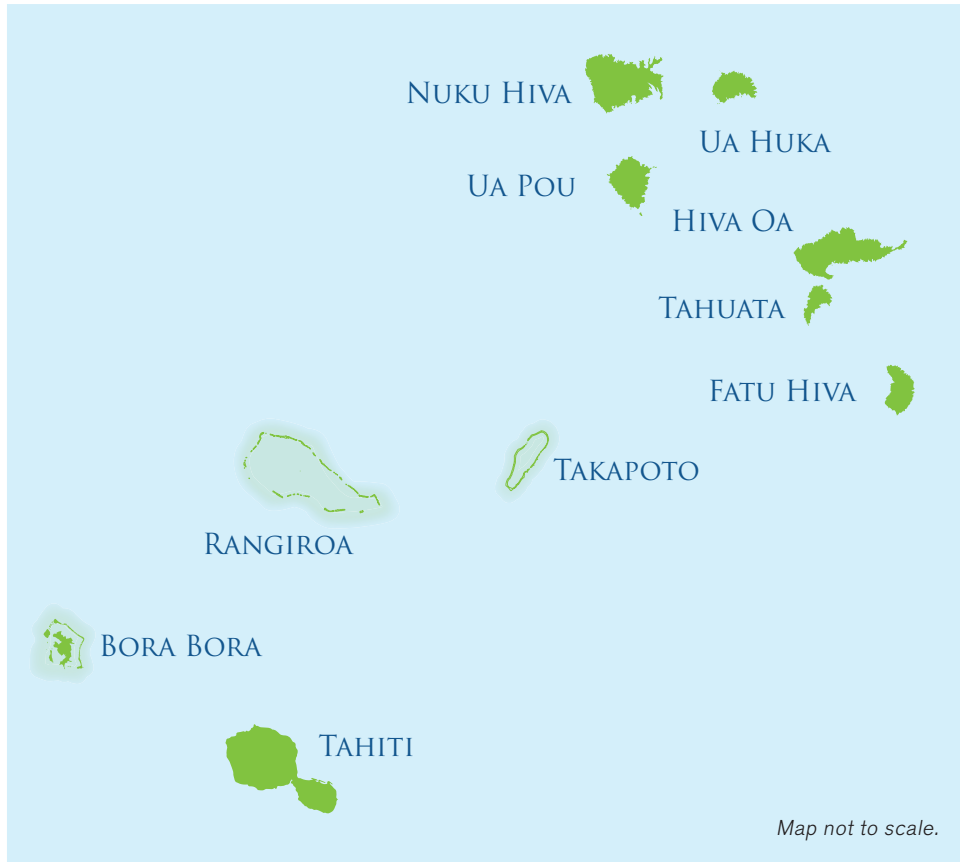 Nuku Hiva
Ua Huka
Ua Pou
Hiva Oa
Tahuata
Fatu Hiva
Takapoto
Rangiroa
Bora Bora
Tahiti
Map not to scale.